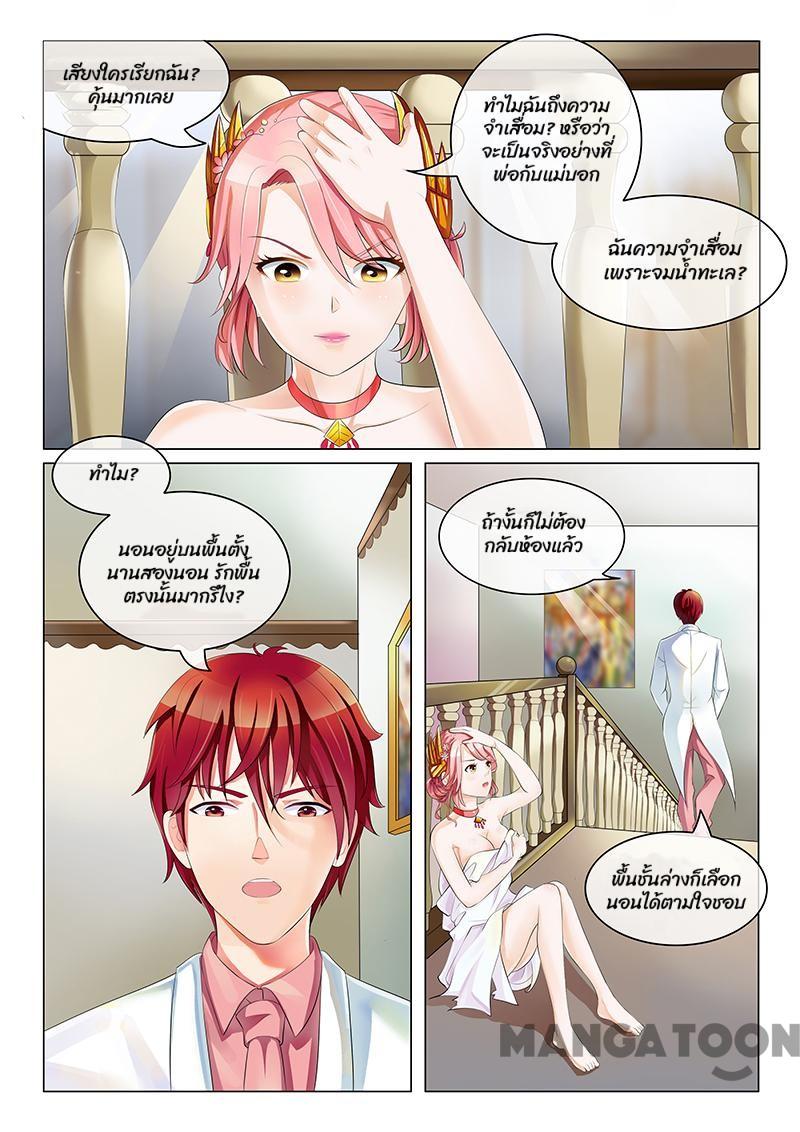 เสียงใครเรียกฉัน?
คุ้นมากเลย
ทำไมฉันถึงความ
จำเสื่อม? หรือว่า
จะเป็นจริงอย่างที่
พ่อกับแม่บอก
ฉันความจำเสื่อม
เพราะจมน้ำทะเล?
ทำไม?
นอนอยู่บนพื้นตั้ง
นานสองนอน รักพื้น
ตรงนั้นมากรึไง?
ถ้างั้นก็ไม่ต้อง
กลับห้องแล้ว
พื้นชั้นล่างก็เลือก
นอนได้ตามใจชอบ
MANGATOON